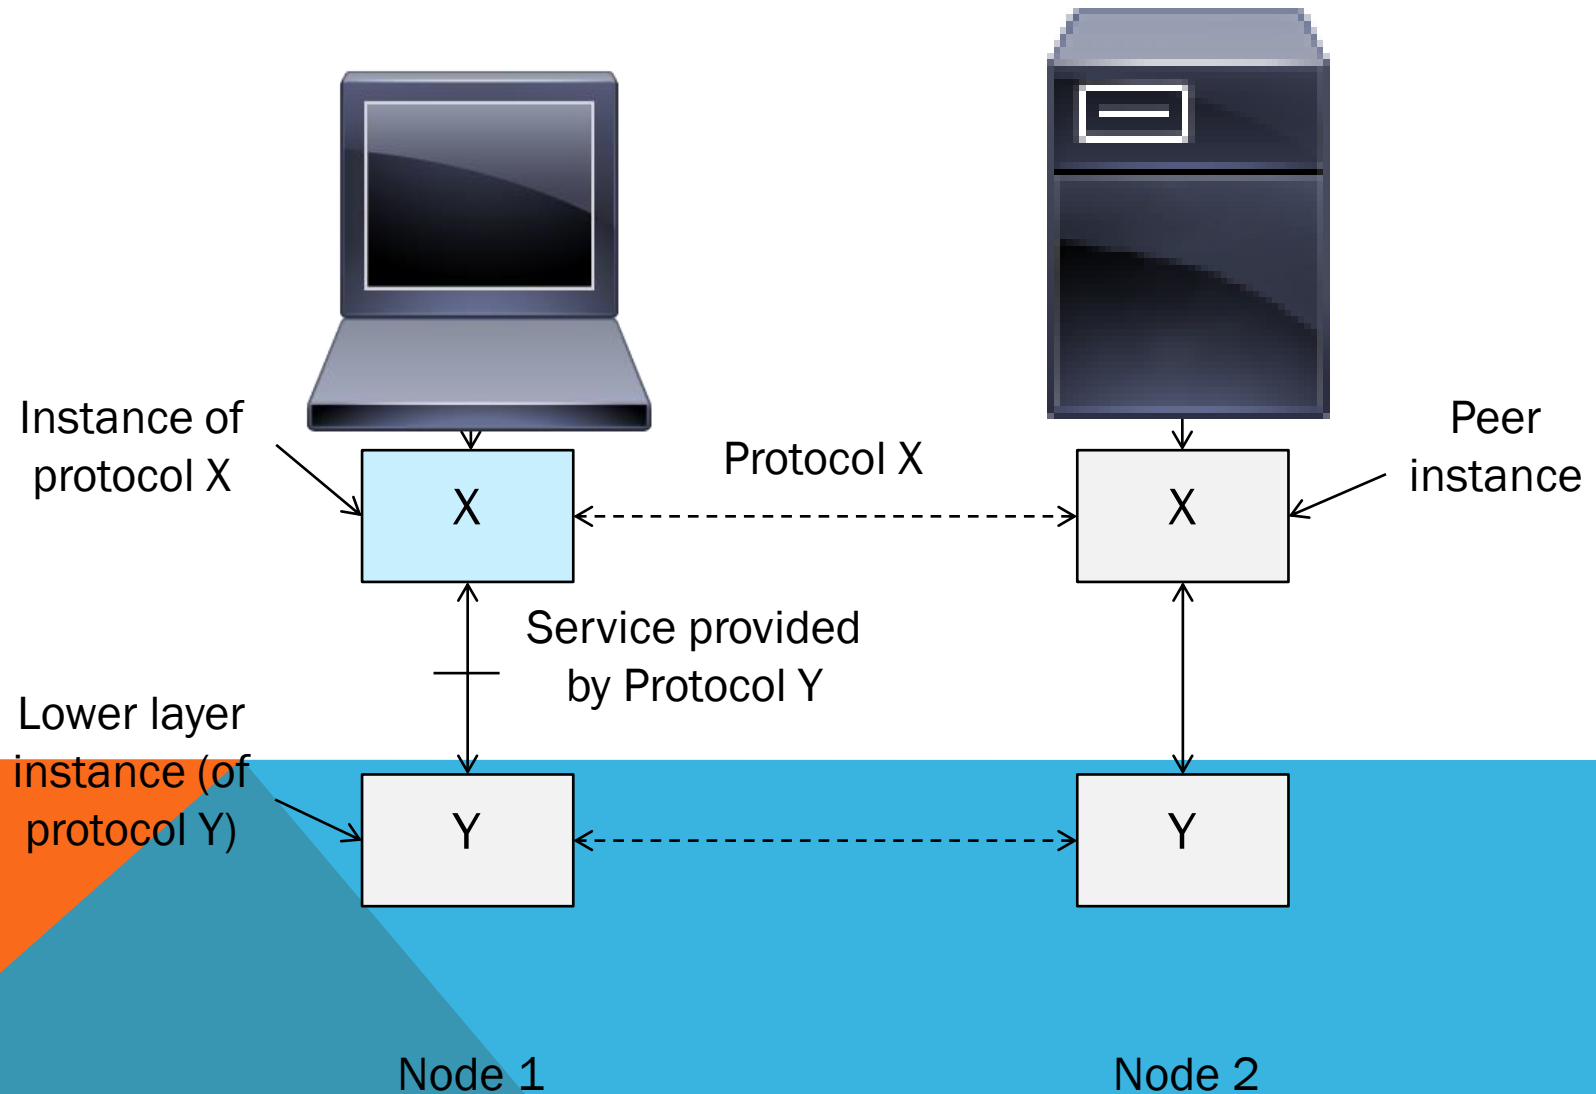 Instance of
protocol X
Protocol X
Peer
instance
X
X
Service provided
by Protocol Y
Lower layer
instance (of
protocol Y)
Y
Y
Node 1
Node 2